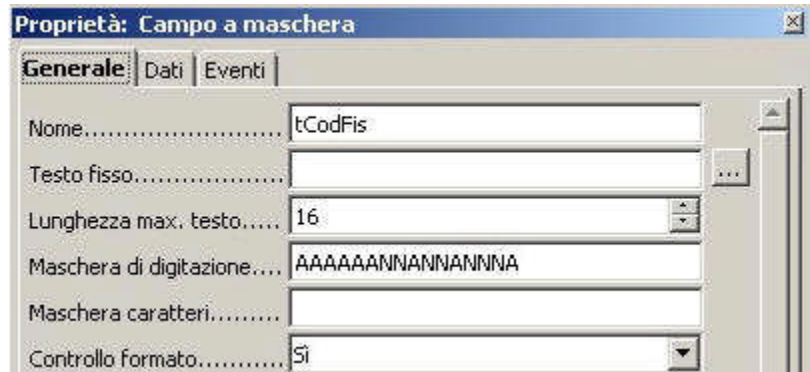 Proprietà: Campo a maschera
Generale Dati Eventi
Nome........................ tCodFis
Testo fisso................... ...
Lunghezza max. testo..... 16
Maschera di digitazione.... AAAAAANNANNANNNA
Maschera caratteri.........
Controllo formato........... Sì